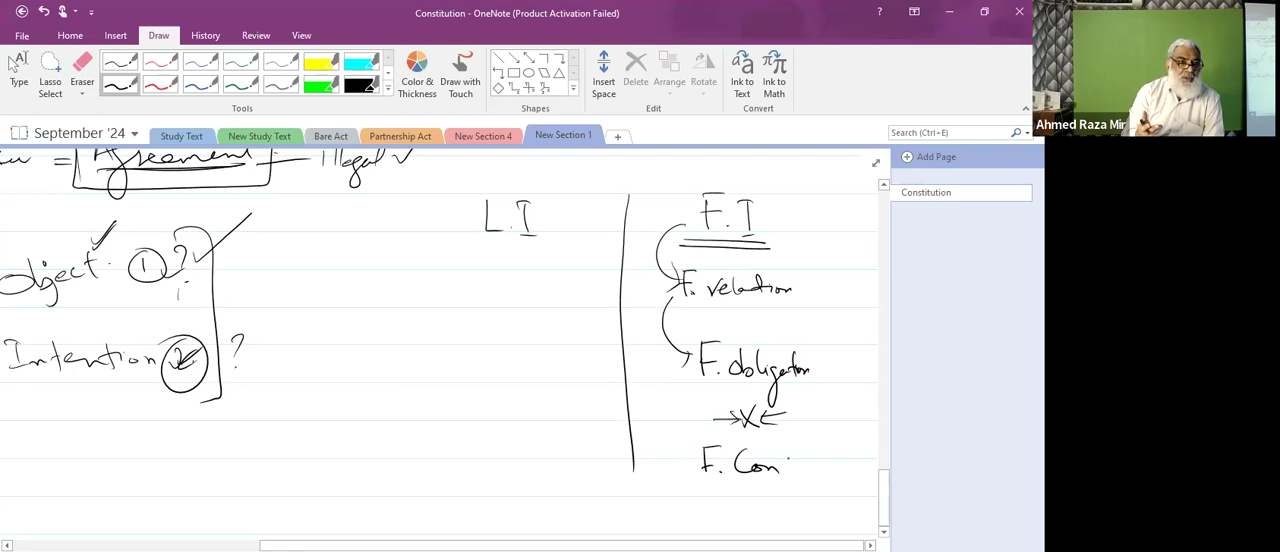 Constitution - OneNote (Product Activation Failed)
?
File
Home
Insert
Draw
History
Review
View
Type
Lasso Select
Eraser
Color & Thickness
Draw with Touch
Insert Space
Delete
Arrange
Rotate
Ink to Text
Ink to Math
Tools
Shapes
Edit
Convert
September '24
Study Text
New Study Text
Bare Act
Partnership Act
New Section 4
New Section 1
Search (Ctrl+E)
Add Page
Constitution
Ahmed Raza Mir
= Agreement - illegal ✓
L.I
F.I
Object ① ?
F. relation
Intention ?
F. obligation
→X←
F. Con